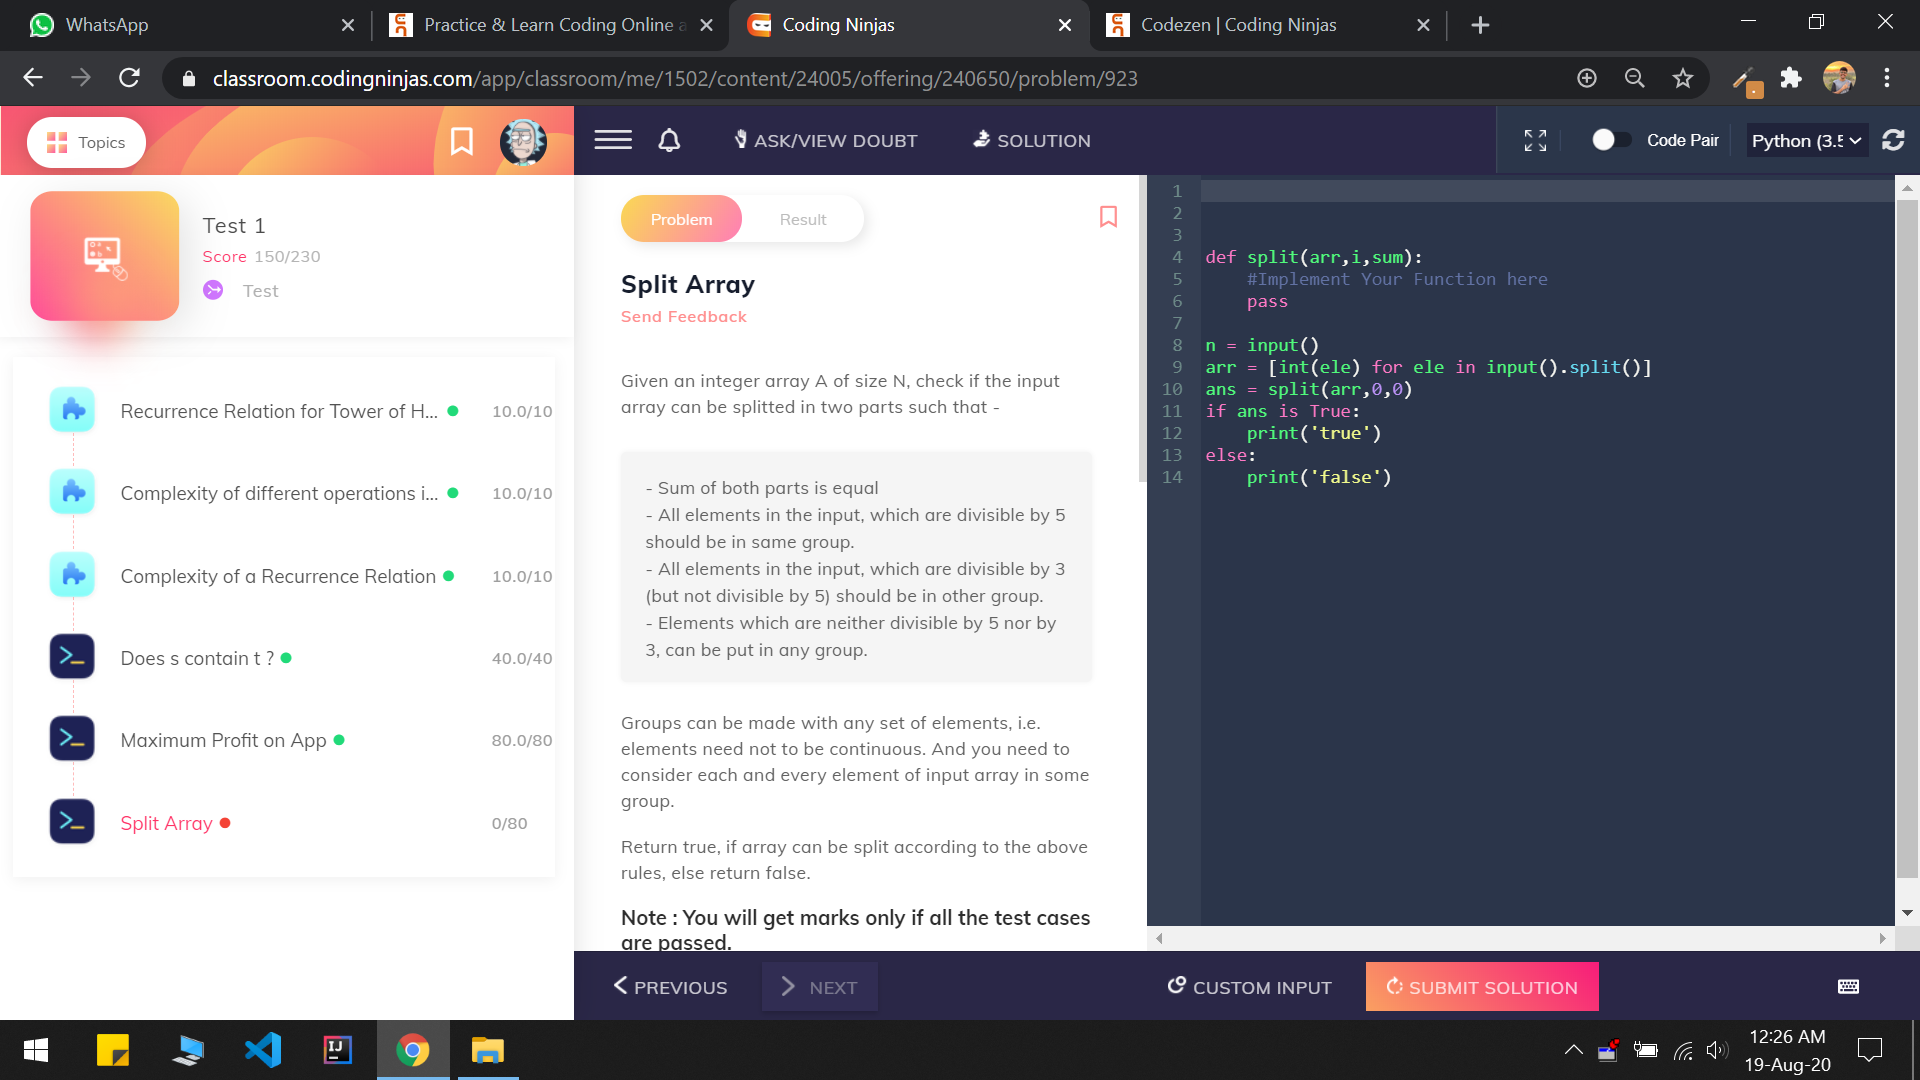 WhatsApp
Practice & Learn Coding Online a
Coding Ninjas
Codezen | Coding Ninjas
classroom.codingninjas.com/app/classroom/me/1502/content/24005/offering/240650/problem/923
Topics
ASK/VIEW DOUBT
SOLUTION
Code Pair
Python (3.5
Test 1
Score 150/230
Test
Recurrence Relation for Tower of H... 10.0/10
Complexity of different operations i... 10.0/10
Complexity of a Recurrence Relation 10.0/10
Does s contain t ? 40.0/40
Maximum Profit on App 80.0/80
Split Array 0/80
Problem
Result
Split Array
Send Feedback
Given an integer array A of size N, check if the input
array can be splitted in two parts such that -
- Sum of both parts is equal
- All elements in the input, which are divisible by 5
should be in same group.
- All elements in the input, which are divisible by 3
(but not divisible by 5) should be in other group.
- Elements which are neither divisible by 5 nor by
3, can be put in any group.
Groups can be made with any set of elements, i.e.
elements need not to be continuous. And you need to
consider each and every element of input array in some
group.
Return true, if array can be split according to the above
rules, else return false.
Note : You will get marks only if all the test cases
are passed.
1
2
3
4 def split(arr,i,sum):
5 #Implement Your Function here
6 pass
7
8 n = input()
9 arr = [int(ele) for ele in input().split()]
10 ans = split(arr,0,0)
11 if ans is True:
12 print('true')
13 else:
14 print('false')
PREVIOUS
NEXT
CUSTOM INPUT
SUBMIT SOLUTION
IJ
12:26 AM
19-Aug-20